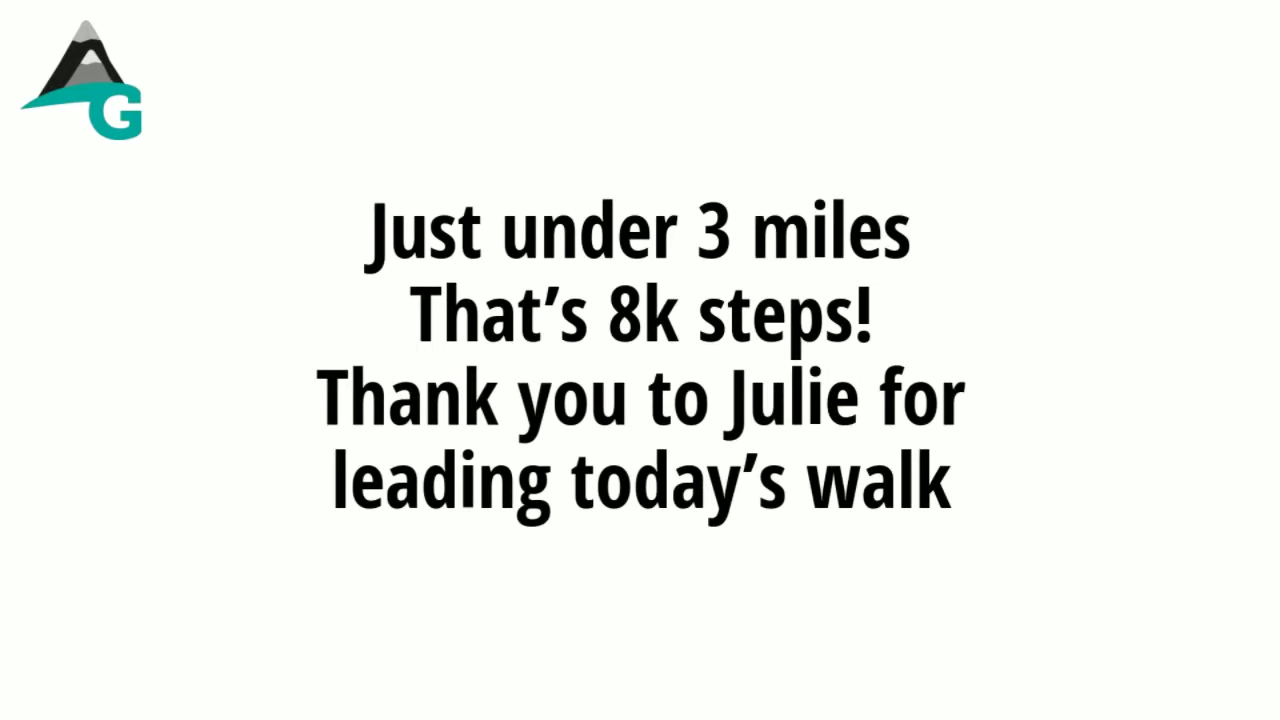 G
Just under 3 miles
That’s 8k steps!
Thank you to Julie for
leading today’s walk